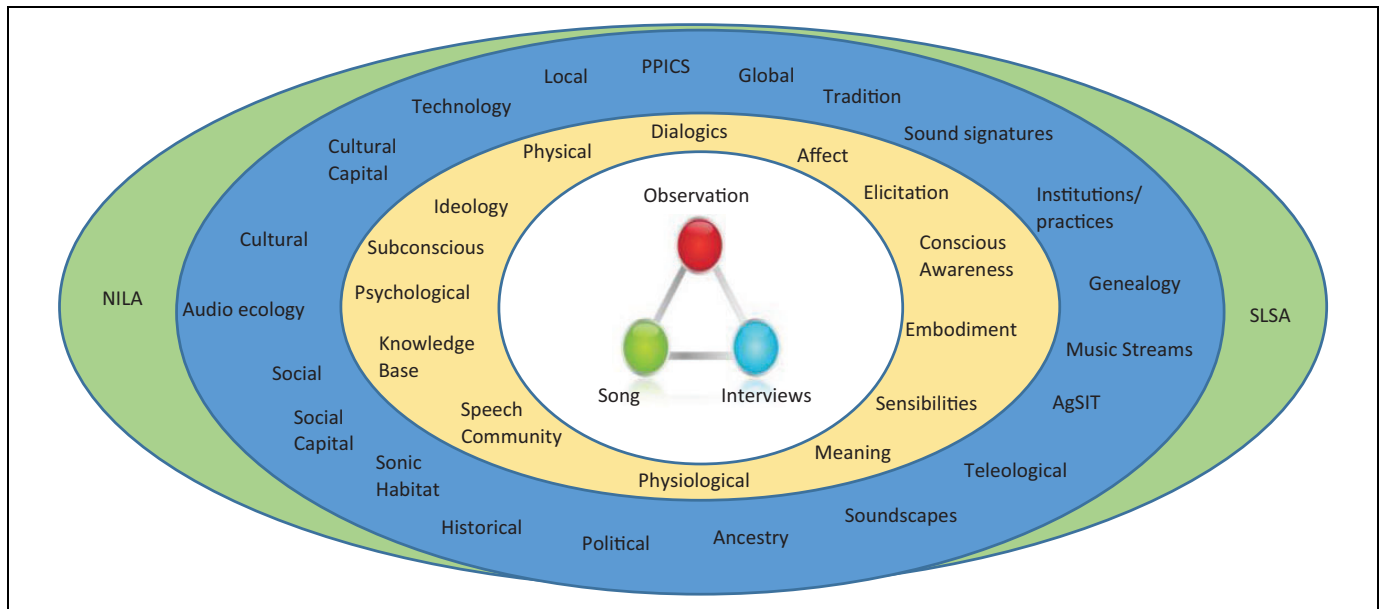 PPICS
Local
Global
Technology
Tradition
Dialogics
Sound signatures
Cultural
Capital
Physical
Affect
Elicitation
Observation
Institutions/
practices
Ideology
Cultural
Subconscious
Conscious
Awareness
Genealogy
NILA
Audio ecology
Psychological
Embodiment
SLSA
Knowledge
Base
Music Streams
Social
Song
Interviews
Sensibilities
AgSIT
Social
Capital
Speech
Community
Meaning
Sonic
Habitat
Physiological
Teleological
Historical
Political
Ancestry
Soundscapes